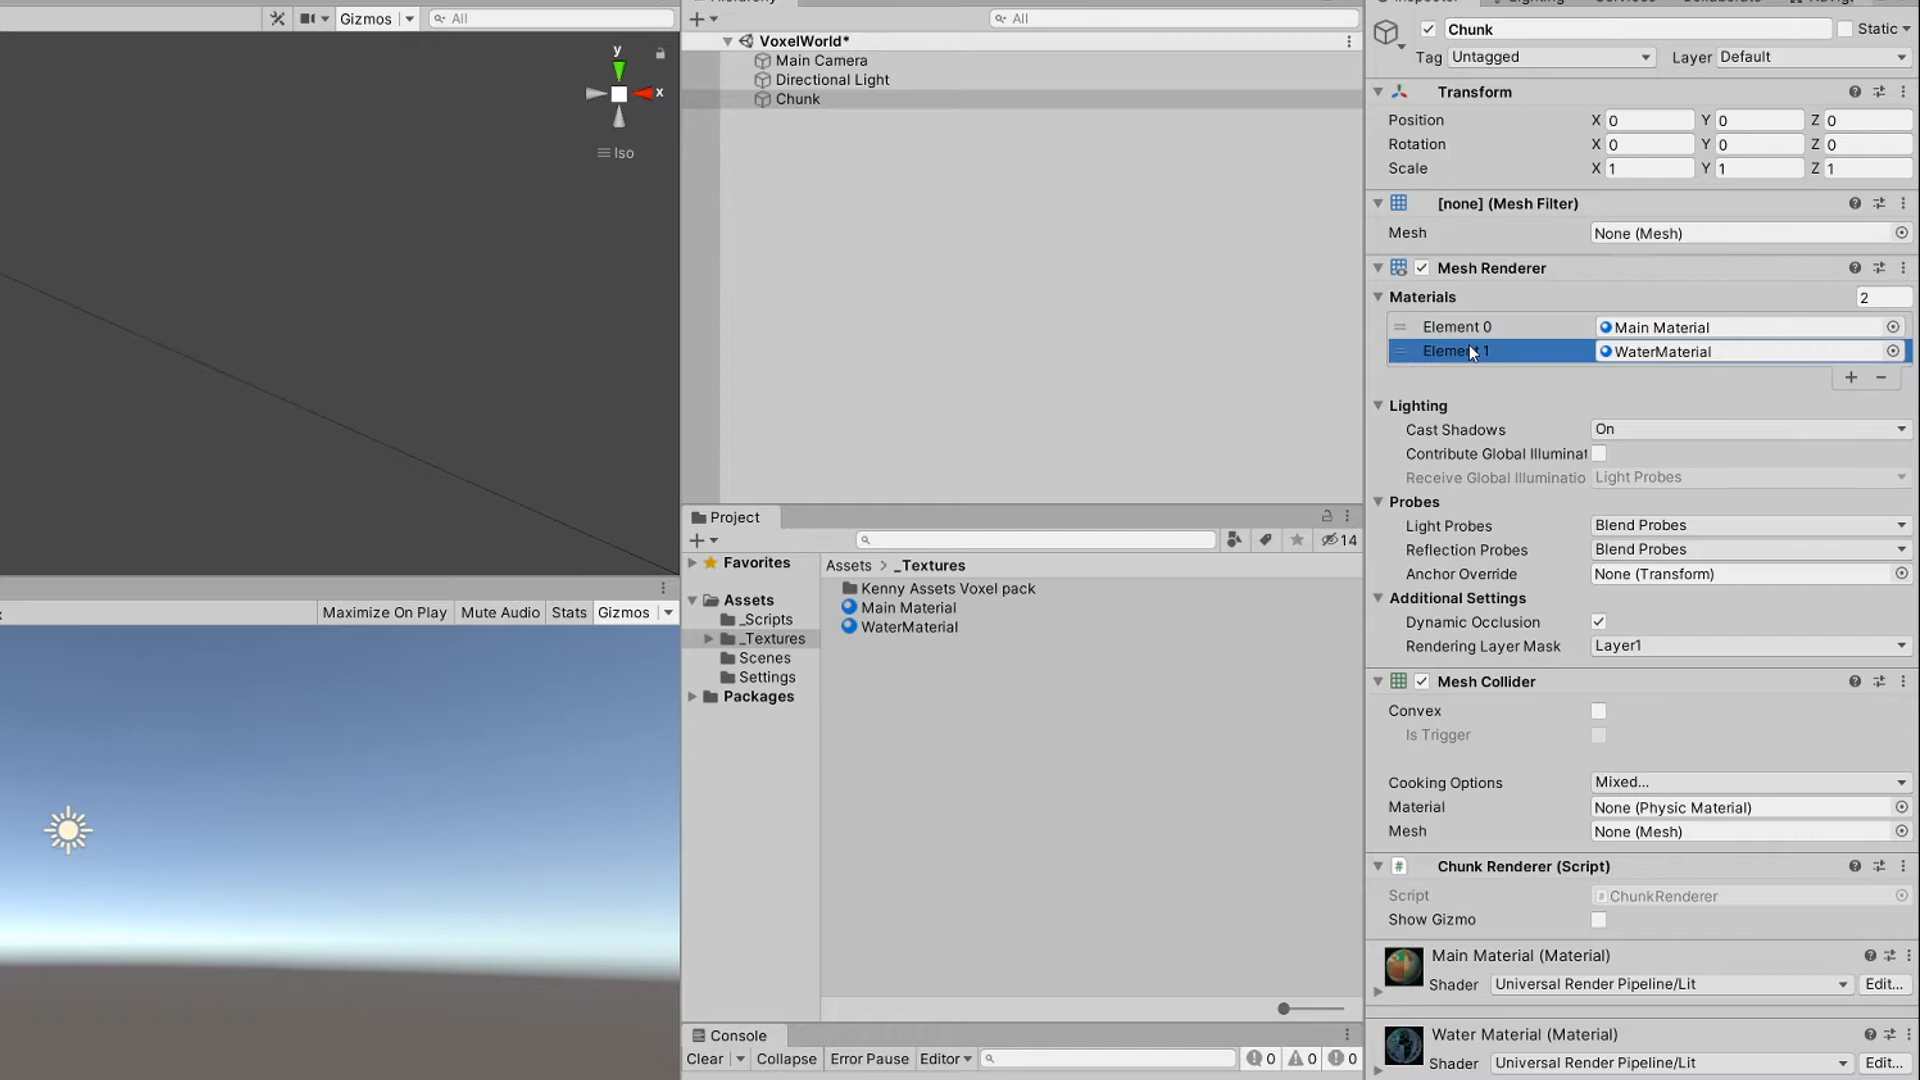 Gizmos
All
y
x
Iso
Maximize On Play
Mute Audio
Stats
Gizmos
Hierarchy
All
VoxelWorld*
Main Camera
Directional Light
Chunk
Project
14
Favorites
Assets
_Scripts
_Textures
Scenes
Settings
Packages
Assets > _Textures
Kenny Assets Voxel pack
Main Material
WaterMaterial
Console
Clear
Collapse
Error Pause
Editor
0
0
0
Inspector
Lighting
Services
Collaborate
Chunk
Static
Tag Untagged
Layer Default
Transform
Position X 0 Y 0 Z 0
Rotation X 0 Y 0 Z 0
Scale X 1 Y 1 Z 1
[none] (Mesh Filter)
Mesh None (Mesh)
Mesh Renderer
Materials 2
Element 0 Main Material
Element 1 WaterMaterial
Lighting
Cast Shadows On
Contribute Global Illuminat
Receive Global Illuminatio Light Probes
Probes
Light Probes Blend Probes
Reflection Probes Blend Probes
Anchor Override None (Transform)
Additional Settings
Dynamic Occlusion
Rendering Layer Mask Layer1
Mesh Collider
Convex
Is Trigger
Cooking Options Mixed...
Material None (Physic Material)
Mesh None (Mesh)
# Chunk Renderer (Script)
Script ChunkRenderer
Show Gizmo
Main Material (Material)
Shader Universal Render Pipeline/Lit Edit...
Water Material (Material)
Shader Universal Render Pipeline/Lit Edit...